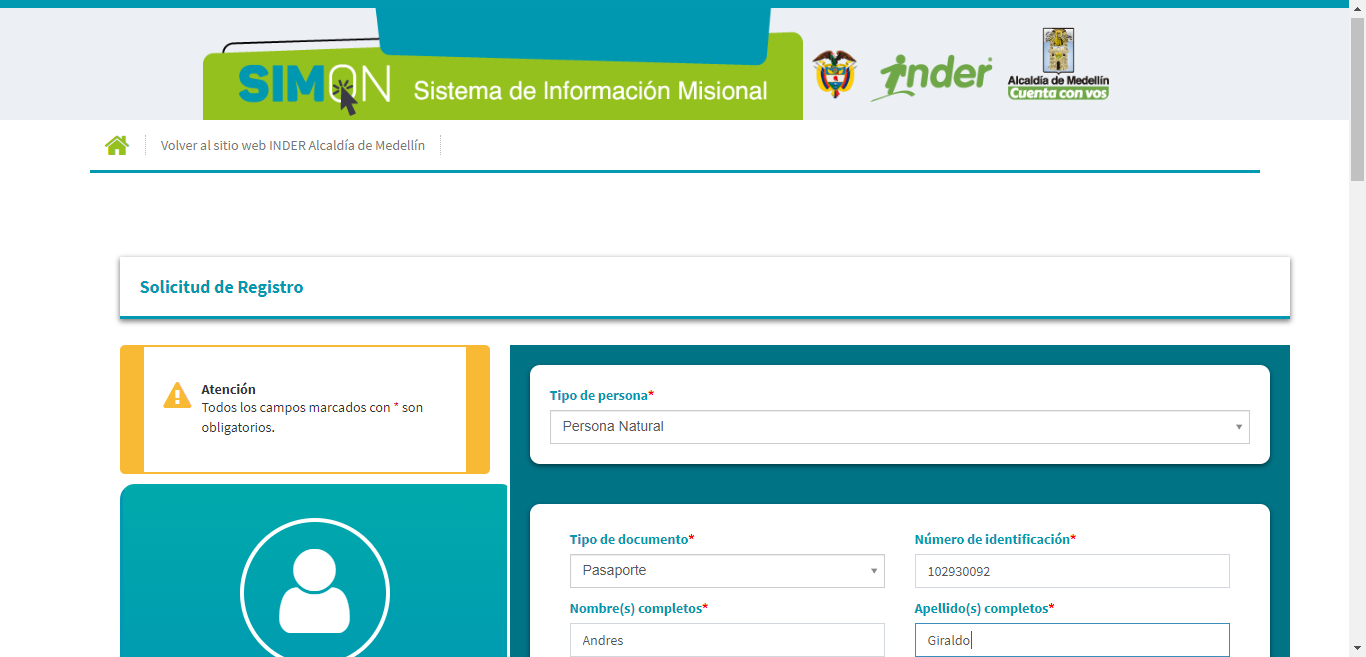 SIMON Sistema de Información Misional
inder
Alcaldía de Medellín
Cuenta con vos
Volver al sitio web INDER Alcaldía de Medellín
Solicitud de Registro
Atención
Todos los campos marcados con * son
obligatorios.
Tipo de persona*
Persona Natural
Tipo de documento*
Número de identificación*
Pasaporte
102930092
Nombre(s) completos*
Apellido(s) completos*
Andres
Giraldo